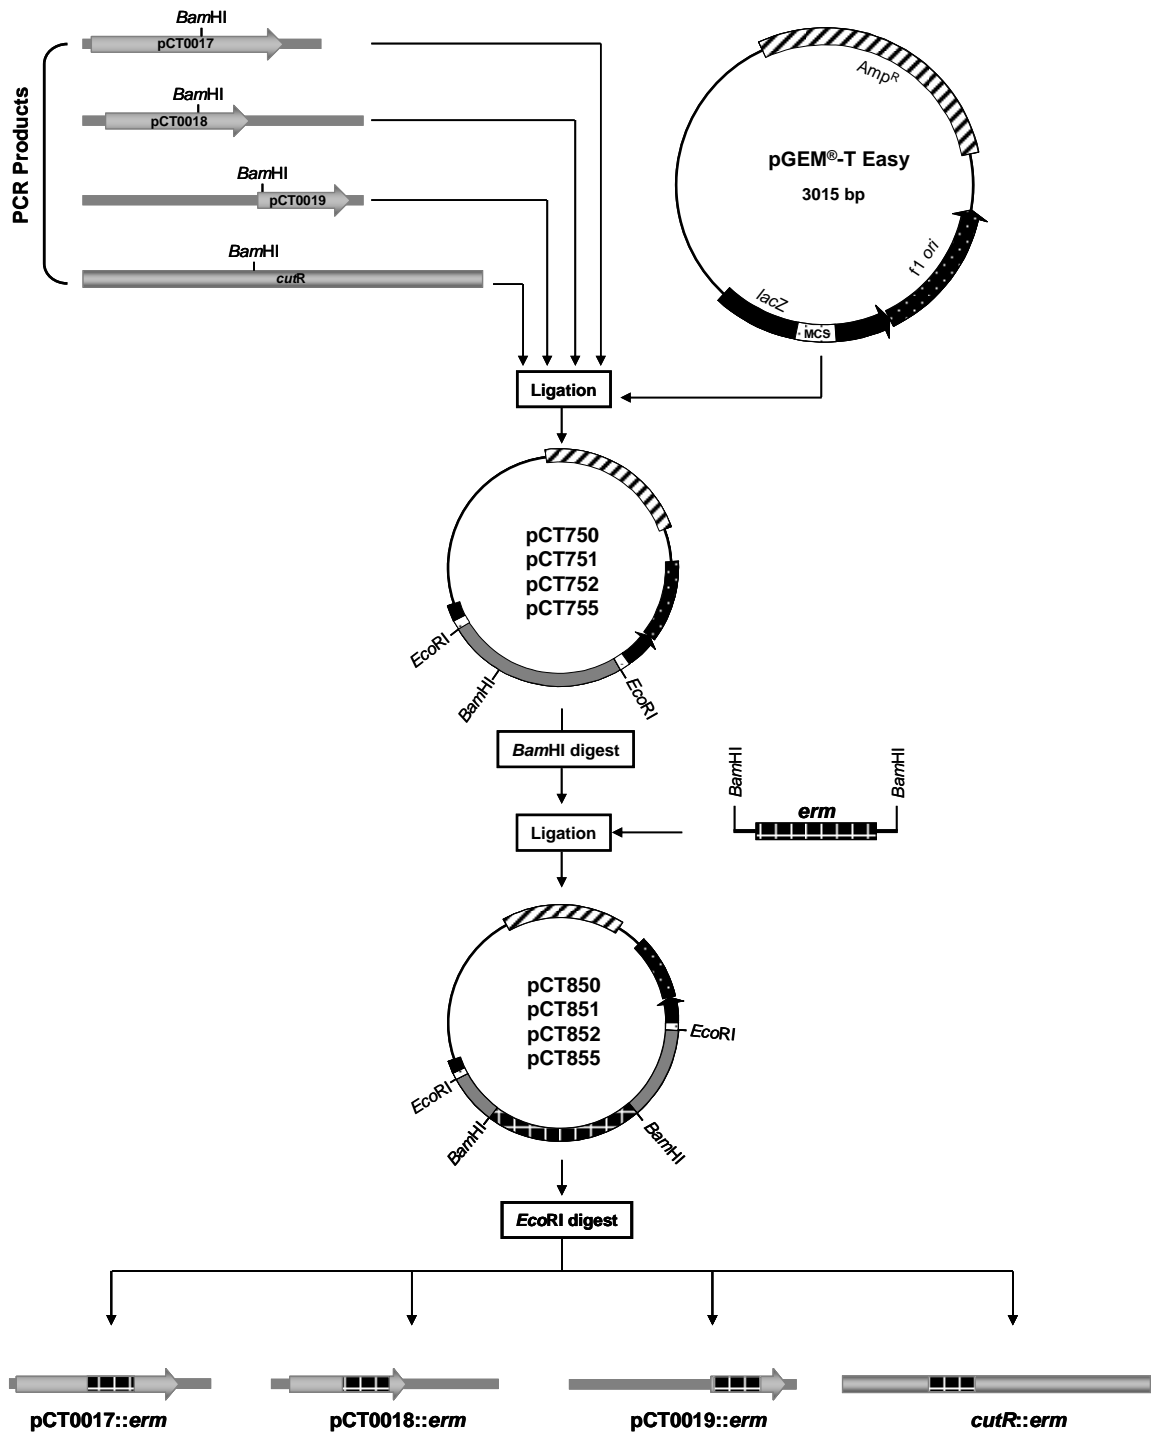 PCR Products
BamHI
pCT0017
BamHI
pCT0018
BamHI
pCT0019
BamHI
cutR
AmpR
pGEM®-T Easy
3015 bp
f1 ori
lacZ
MCS
Ligation
pCT750
pCT751
pCT752
pCT755
EcoRI
BamHI
EcoRI
BamHI digest
BamHI
BamHI
erm
Ligation
pCT850
pCT851
pCT852
pCT855
EcoRI
EcoRI
BamHI
BamHI
EcoRI digest
pCT0017::erm
pCT0018::erm
pCT0019::erm
cutR::erm